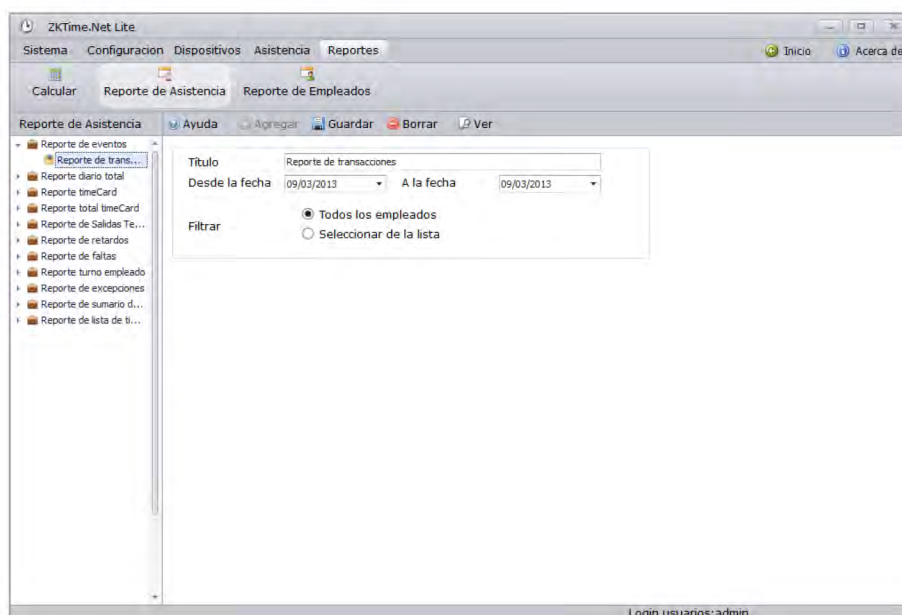 ZKTime.Net Lite
Sistema Configuracion Dispositivos Asistencia Reportes Inicio Acerca de
Calcular Reporte de Asistencia Reporte de Empleados
Reporte de Asistencia Ayuda Agregar Guardar Borrar Ver
Reporte de eventos
Reporte de trans...
Reporte diario total
Reporte timeCard
Reporte total timeCard
Reporte de Salidas Te...
Reporte de retardos
Reporte de faltas
Reporte turno empleado
Reporte de excepciones
Reporte de sumario d...
Reporte de lista de ti...
Título Reporte de transacciones
Desde la fecha 09/03/2013 A la fecha 09/03/2013
Filtrar
Todos los empleados
Seleccionar de la lista
Login usuarios:admin